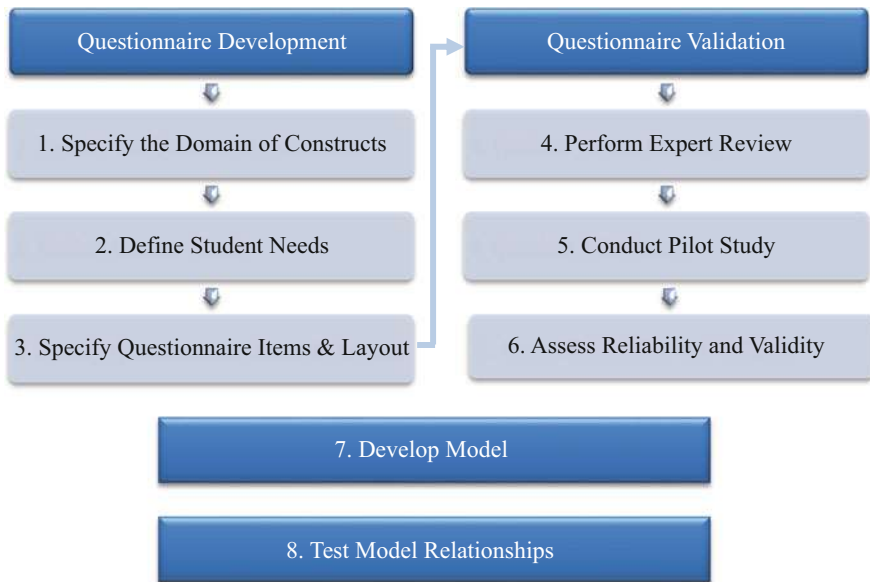 Questionnaire Development
1. Specify the Domain of Constructs
2. Define Student Needs
3. Specify Questionnaire Items & Layout
Questionnaire Validation
4. Perform Expert Review
5. Conduct Pilot Study
6. Assess Reliability and Validity
7. Develop Model
8. Test Model Relationships